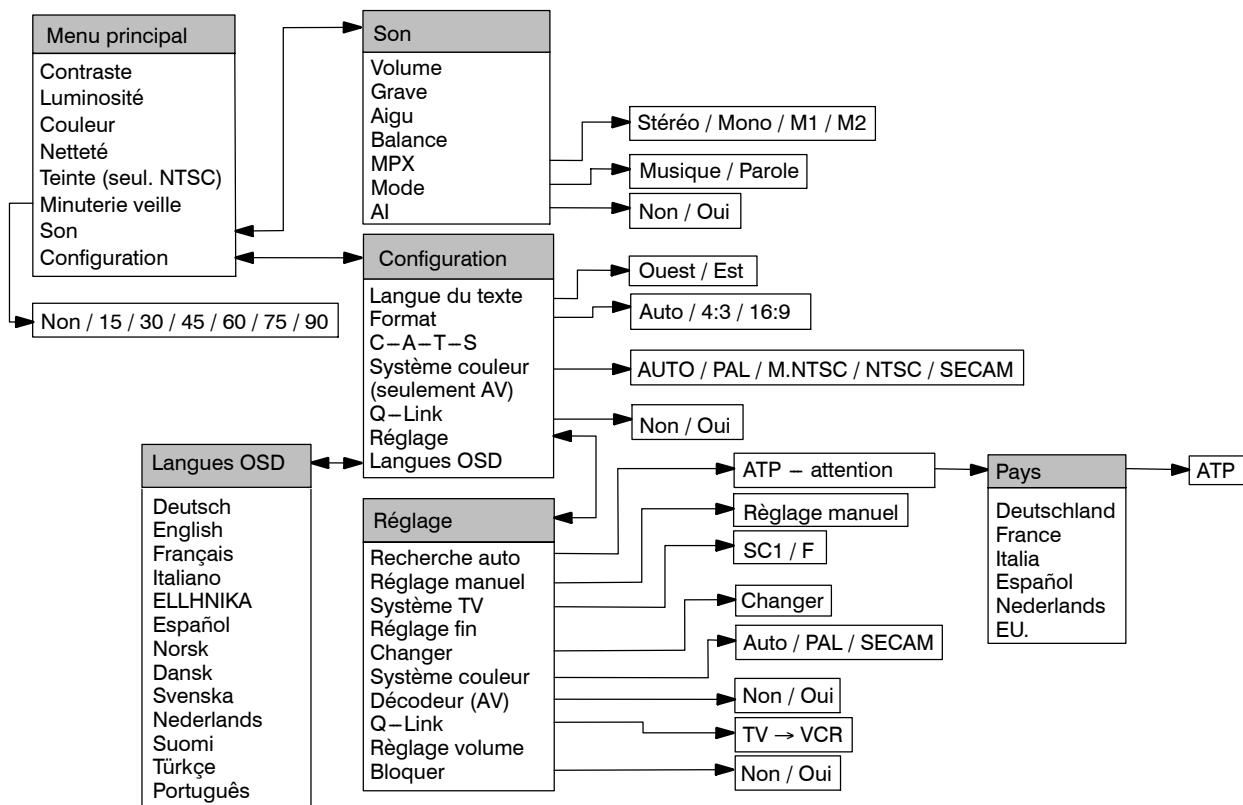 Menu principal
Contraste
Luminosité
Couleur
Netteté
Teinte (seul. NTSC)
Minuterie veille
Son
Configuration
Non / 15 / 30 / 45 / 60 / 75 / 90
Son
Volume
Grave
Aigu
Balance
MPX
Mode
AI
Stéréo / Mono / M1 / M2
Musique / Parole
Non / Oui
Configuration
Langue du texte
Format
C–A–T–S
Système couleur
(seulement AV)
Q–Link
Réglage
Langues OSD
Ouest / Est
Auto / 4:3 / 16:9
AUTO / PAL / M.NTSC / NTSC / SECAM
Non / Oui
Langues OSD
Deutsch
English
Français
Italiano
ELLHNIKA
Español
Norsk
Dansk
Svenska
Nederlands
Suomi
Türkçe
Português
Réglage
Recherche auto
Réglage manuel
Système TV
Réglage fin
Changer
Système couleur
Décodeur (AV)
Q–Link
Règlage volume
Bloquer
ATP – attention
Règlage manuel
SC1 / F
Changer
Auto / PAL / SECAM
Non / Oui
TV → VCR
Non / Oui
Pays
Deutschland
France
Italia
Español
Nederlands
EU.
ATP